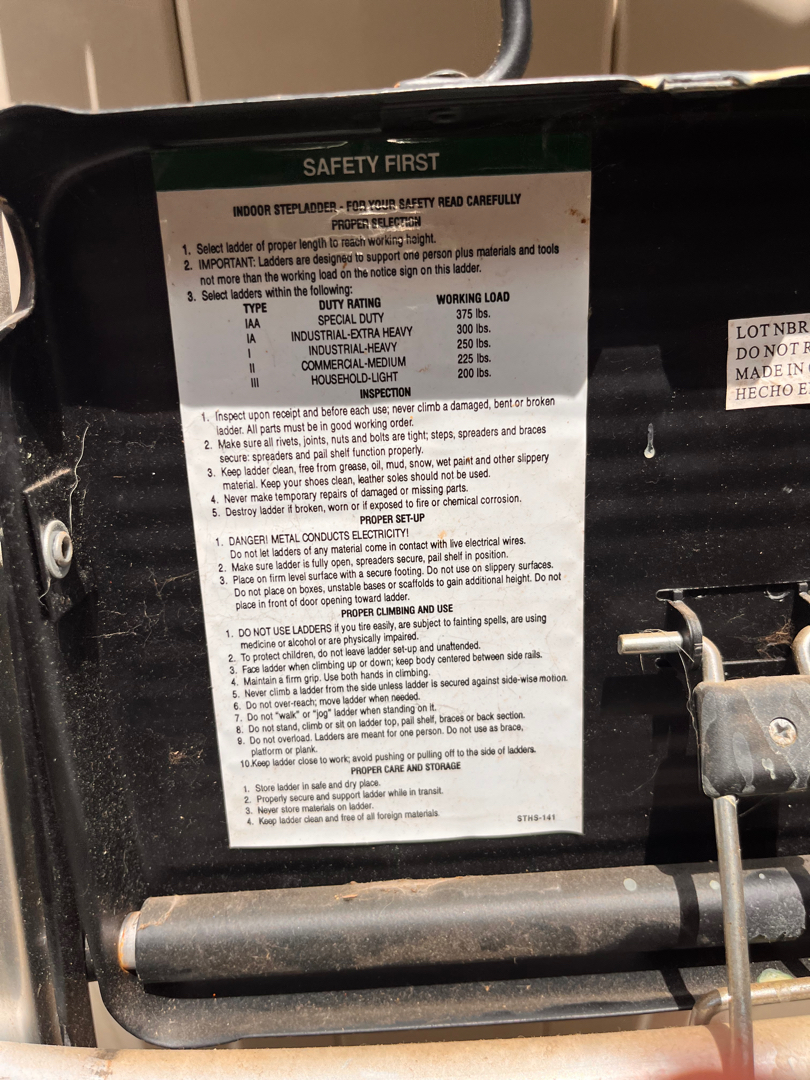 SAFETY FIRST
INDOOR STEPLADDER - FOR YOUR SAFETY READ CAREFULLY
PROPER SELECTION
1. Select ladder of proper length to reach working height.
2. IMPORTANT: Ladders are designed to support one person plus materials and tools
not more than the working load on the notice sign on this ladder.
3. Select ladders within the following:
TYPE DUTY RATING WORKING LOAD
IAA SPECIAL DUTY 375 lbs.
IA INDUSTRIAL-EXTRA HEAVY 300 lbs.
I INDUSTRIAL-HEAVY 250 lbs.
II COMMERCIAL-MEDIUM 225 lbs.
III HOUSEHOLD-LIGHT 200 lbs.
INSPECTION
1. Inspect upon receipt and before each use; never climb a damaged, bent or broken
ladder. All parts must be in good working order.
2. Make sure all rivets, joints, nuts and bolts are tight; steps, spreaders and braces
secure: spreaders and pail shelf function properly.
3. Keep ladder clean, free from grease, oil, mud, snow, wet paint and other slippery
material. Keep your shoes clean, leather soles should not be used.
4. Never make temporary repairs of damaged or missing parts.
5. Destroy ladder if broken, worn or if exposed to fire or chemical corrosion.
PROPER SET-UP
1. DANGER! METAL CONDUCTS ELECTRICITY!
Do not let ladders of any material come in contact with live electrical wires.
2. Make sure ladder is fully open, spreaders secure, pail shelf in position.
3. Place on firm level surface with a secure footing. Do not use on slippery surfaces.
Do not place on boxes, unstable bases or scaffolds to gain additional height. Do not
place in front of door opening toward ladder.
PROPER CLIMBING AND USE
1. DO NOT USE LADDERS if you tire easily, are subject to fainting spells, are using
medicine or alcohol or are physically impaired.
2. To protect children, do not leave ladder set-up and unattended.
3. Face ladder when climbing up or down; keep body centered between side rails.
4. Maintain a firm grip. Use both hands in climbing.
5. Never climb a ladder from the side unless ladder is secured against side-wise motion.
6. Do not over-reach; move ladder when needed.
7. Do not "walk" or "jog" ladder when standing on it.
8. Do not stand, climb or sit on ladder top, pail shelf, braces or back section.
9. Do not overload. Ladders are meant for one person. Do not use as brace,
platform or plank.
10.Keep ladder close to work; avoid pushing or pulling off to the side of ladders.
PROPER CARE AND STORAGE
1. Store ladder in safe and dry place.
2. Properly secure and support ladder while in transit.
3. Never store materials on ladder.
4. Keep ladder clean and free of all foreign materials
STHS-141
LOT NBR
DO NOT R
MADE IN
HECHO E